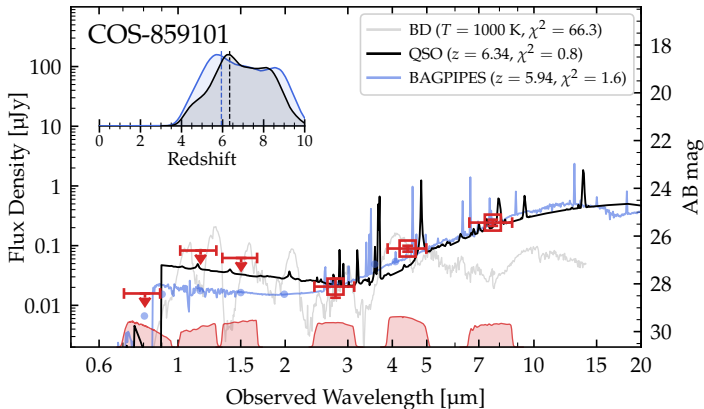 COS-859101
BD (T = 1000 K, χ² = 66.3)
QSO (z = 6.34, χ² = 0.8)
BAGPIPES (z = 5.94, χ² = 1.6)
Flux Density [μJy]
100
10
1
0.1
0.01
0 2 4 6 8 10
Redshift
18
20
22
24
26
28
30
AB mag
0.6 1 1.5 2 3 4 5 7 10 15 20
Observed Wavelength [μm]